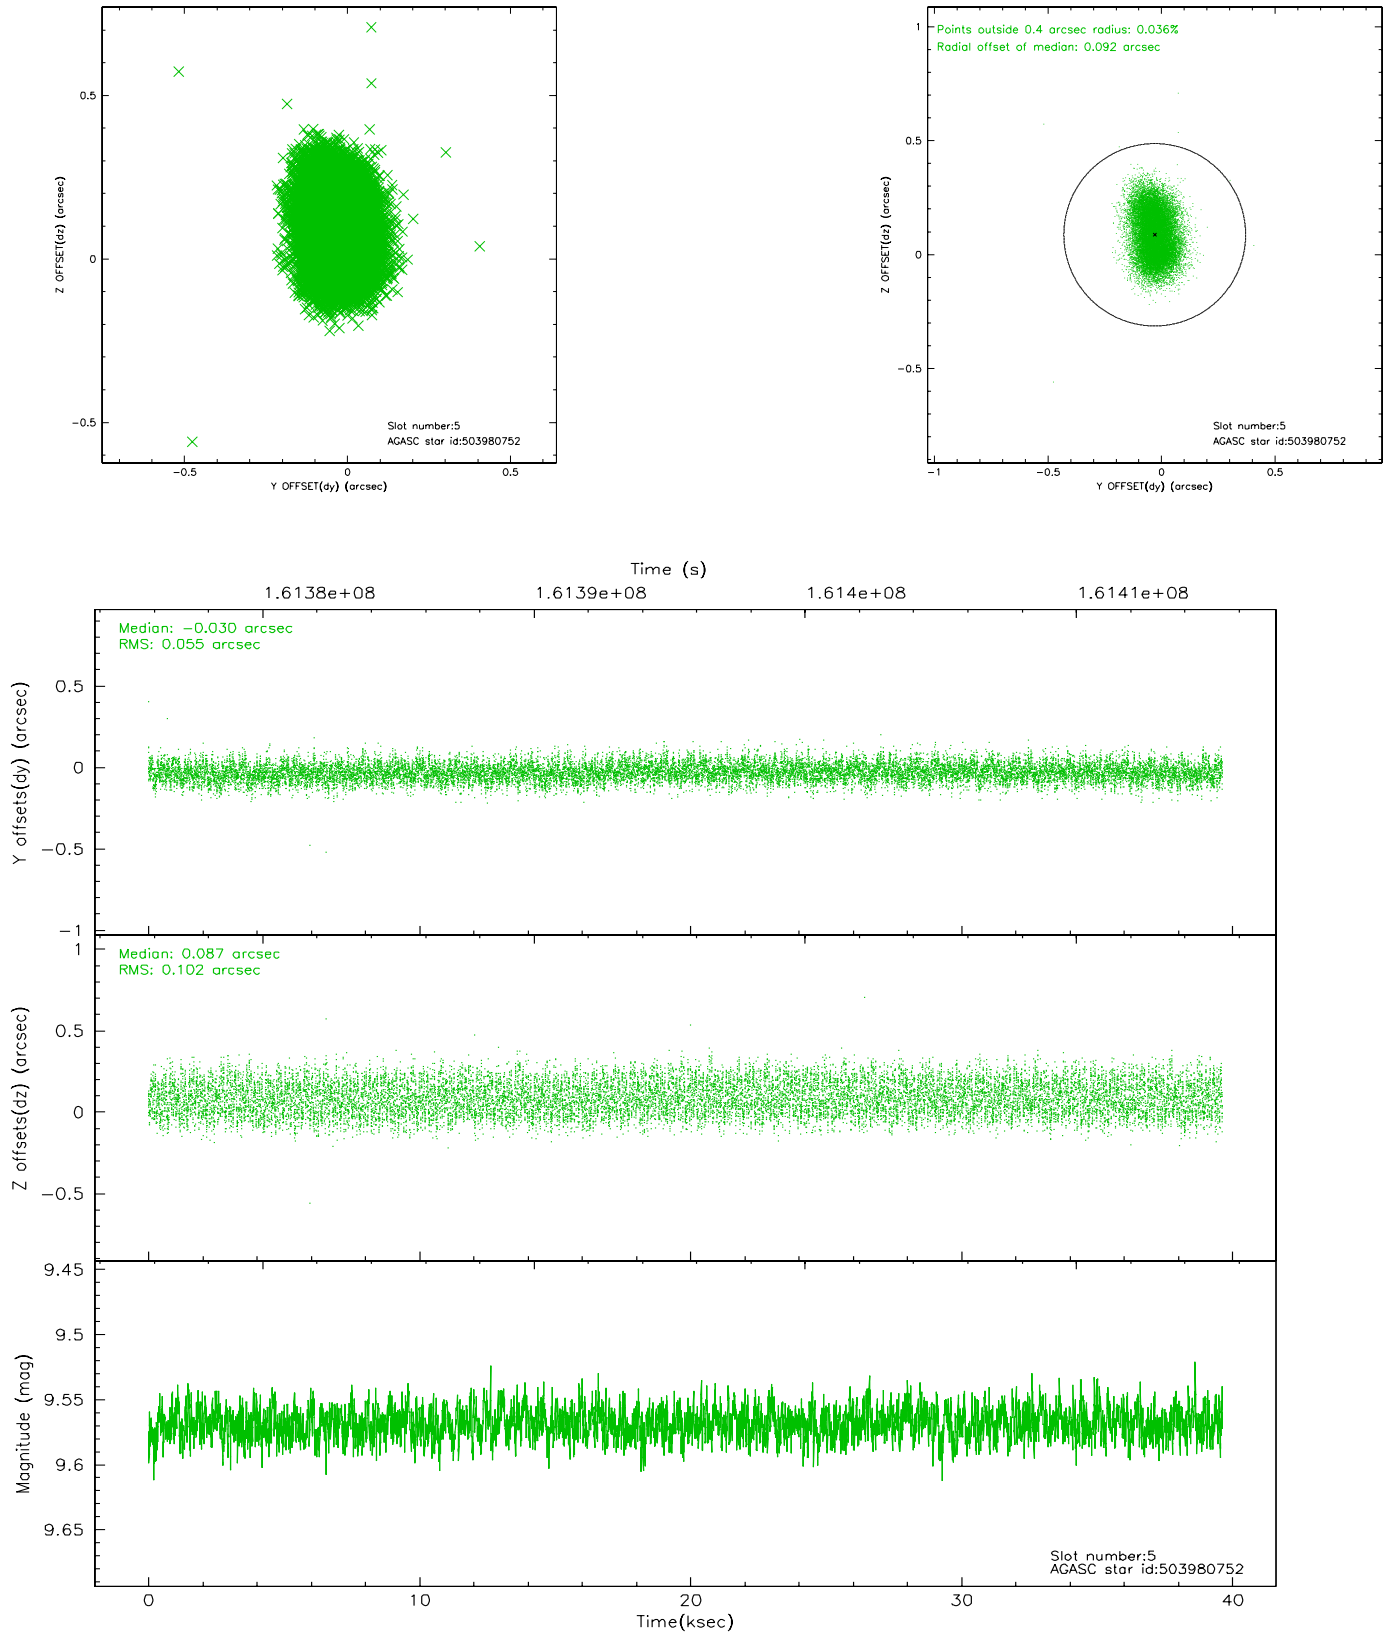 0.5
0
−0.5
Z OFFSET(dz) (arcsec)
Slot number:5
AGASC star id:503980752
−0.5
0
0.5
Y OFFSET(dy) (arcsec)
Points outside 0.4 arcsec radius: 0.036%
Radial offset of median: 0.092 arcsec
1
0.5
0
−0.5
Z OFFSET(dz) (arcsec)
Slot number:5
AGASC star id:503980752
−1
−0.5
0
0.5
Y OFFSET(dy) (arcsec)
Time (s)
1.6138e+08
1.6139e+08
1.614e+08
1.6141e+08
Median: −0.030 arcsec
RMS: 0.055 arcsec
0.5
0
−0.5
−1
Y offsets(dy) (arcsec)
Median: 0.087 arcsec
RMS: 0.102 arcsec
1
0.5
0
−0.5
Z offsets(dz) (arcsec)
9.45
9.5
9.55
9.6
9.65
Magnitude (mag)
Slot number:5
AGASC star id:503980752
0
10
20
30
40
Time(ksec)